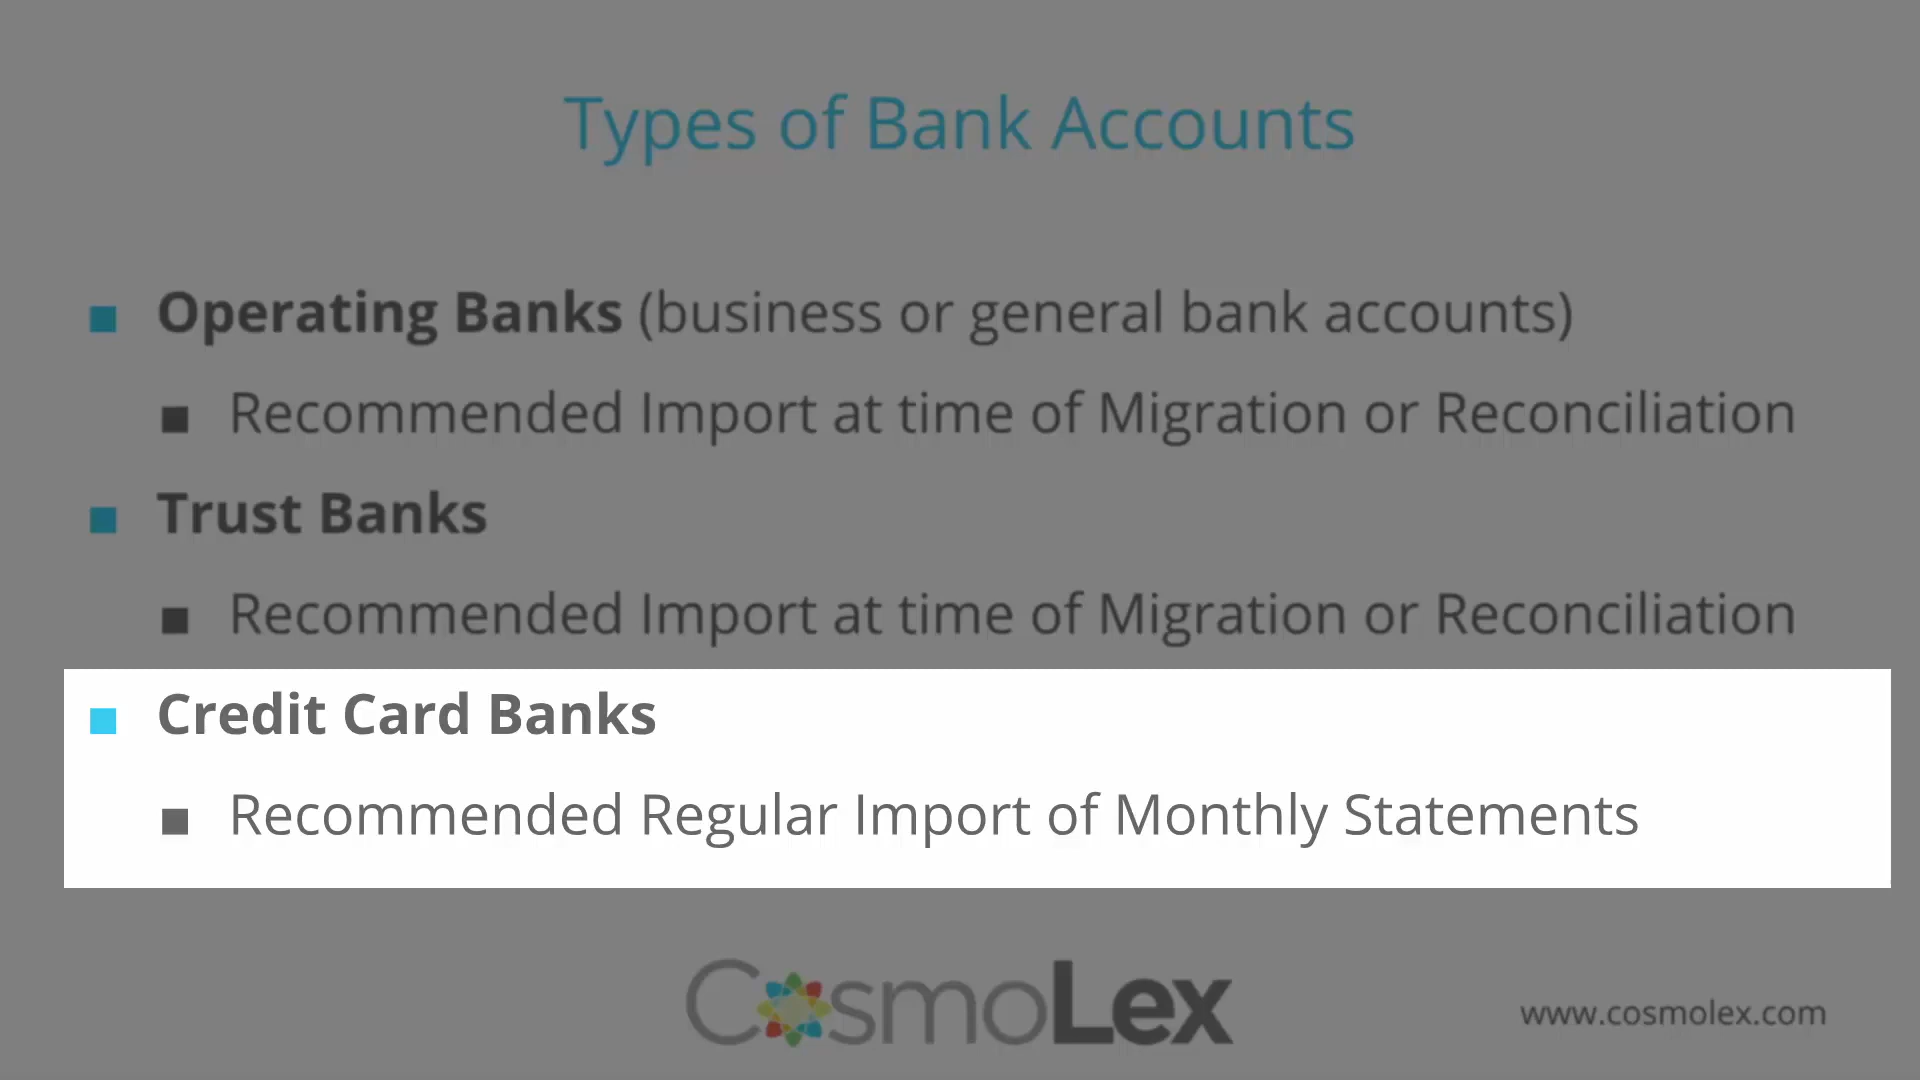 Types of Bank Accounts
Operating Banks (business or general bank accounts)
Recommended Import at time of Migration or Reconciliation
Trust Banks
Recommended Import at time of Migration or Reconciliation
Credit Card Banks
Recommended Regular Import of Monthly Statements
CosmoLex
www.cosmolex.com